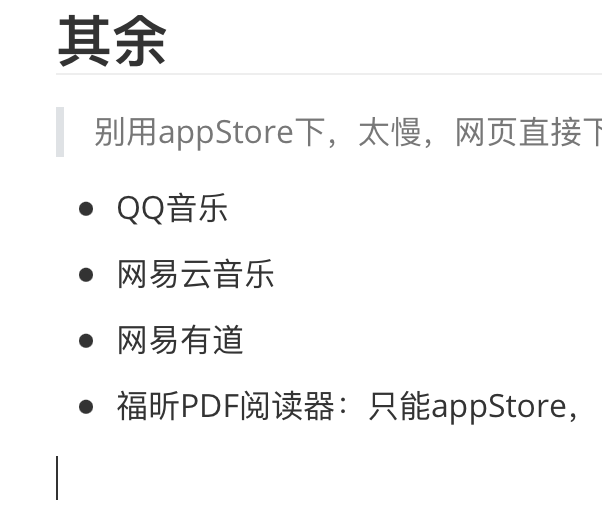 其余
别用appStore下，太慢，网页直接下
QQ音乐
网易云音乐
网易有道
福昕PDF阅读器：只能appStore，